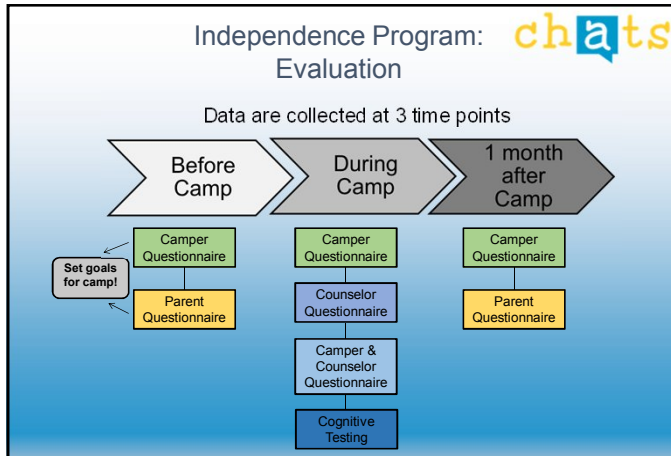 Independence Program:
Evaluation
chats
Data are collected at 3 time points
Before
Camp
During
Camp
1 month
after
Camp
Camper
Questionnaire
Set goals
for camp!
Parent
Questionnaire
Camper
Questionnaire
Counselor
Questionnaire
Camper &
Counselor
Questionnaire
Cognitive
Testing
Camper
Questionnaire
Parent
Questionnaire